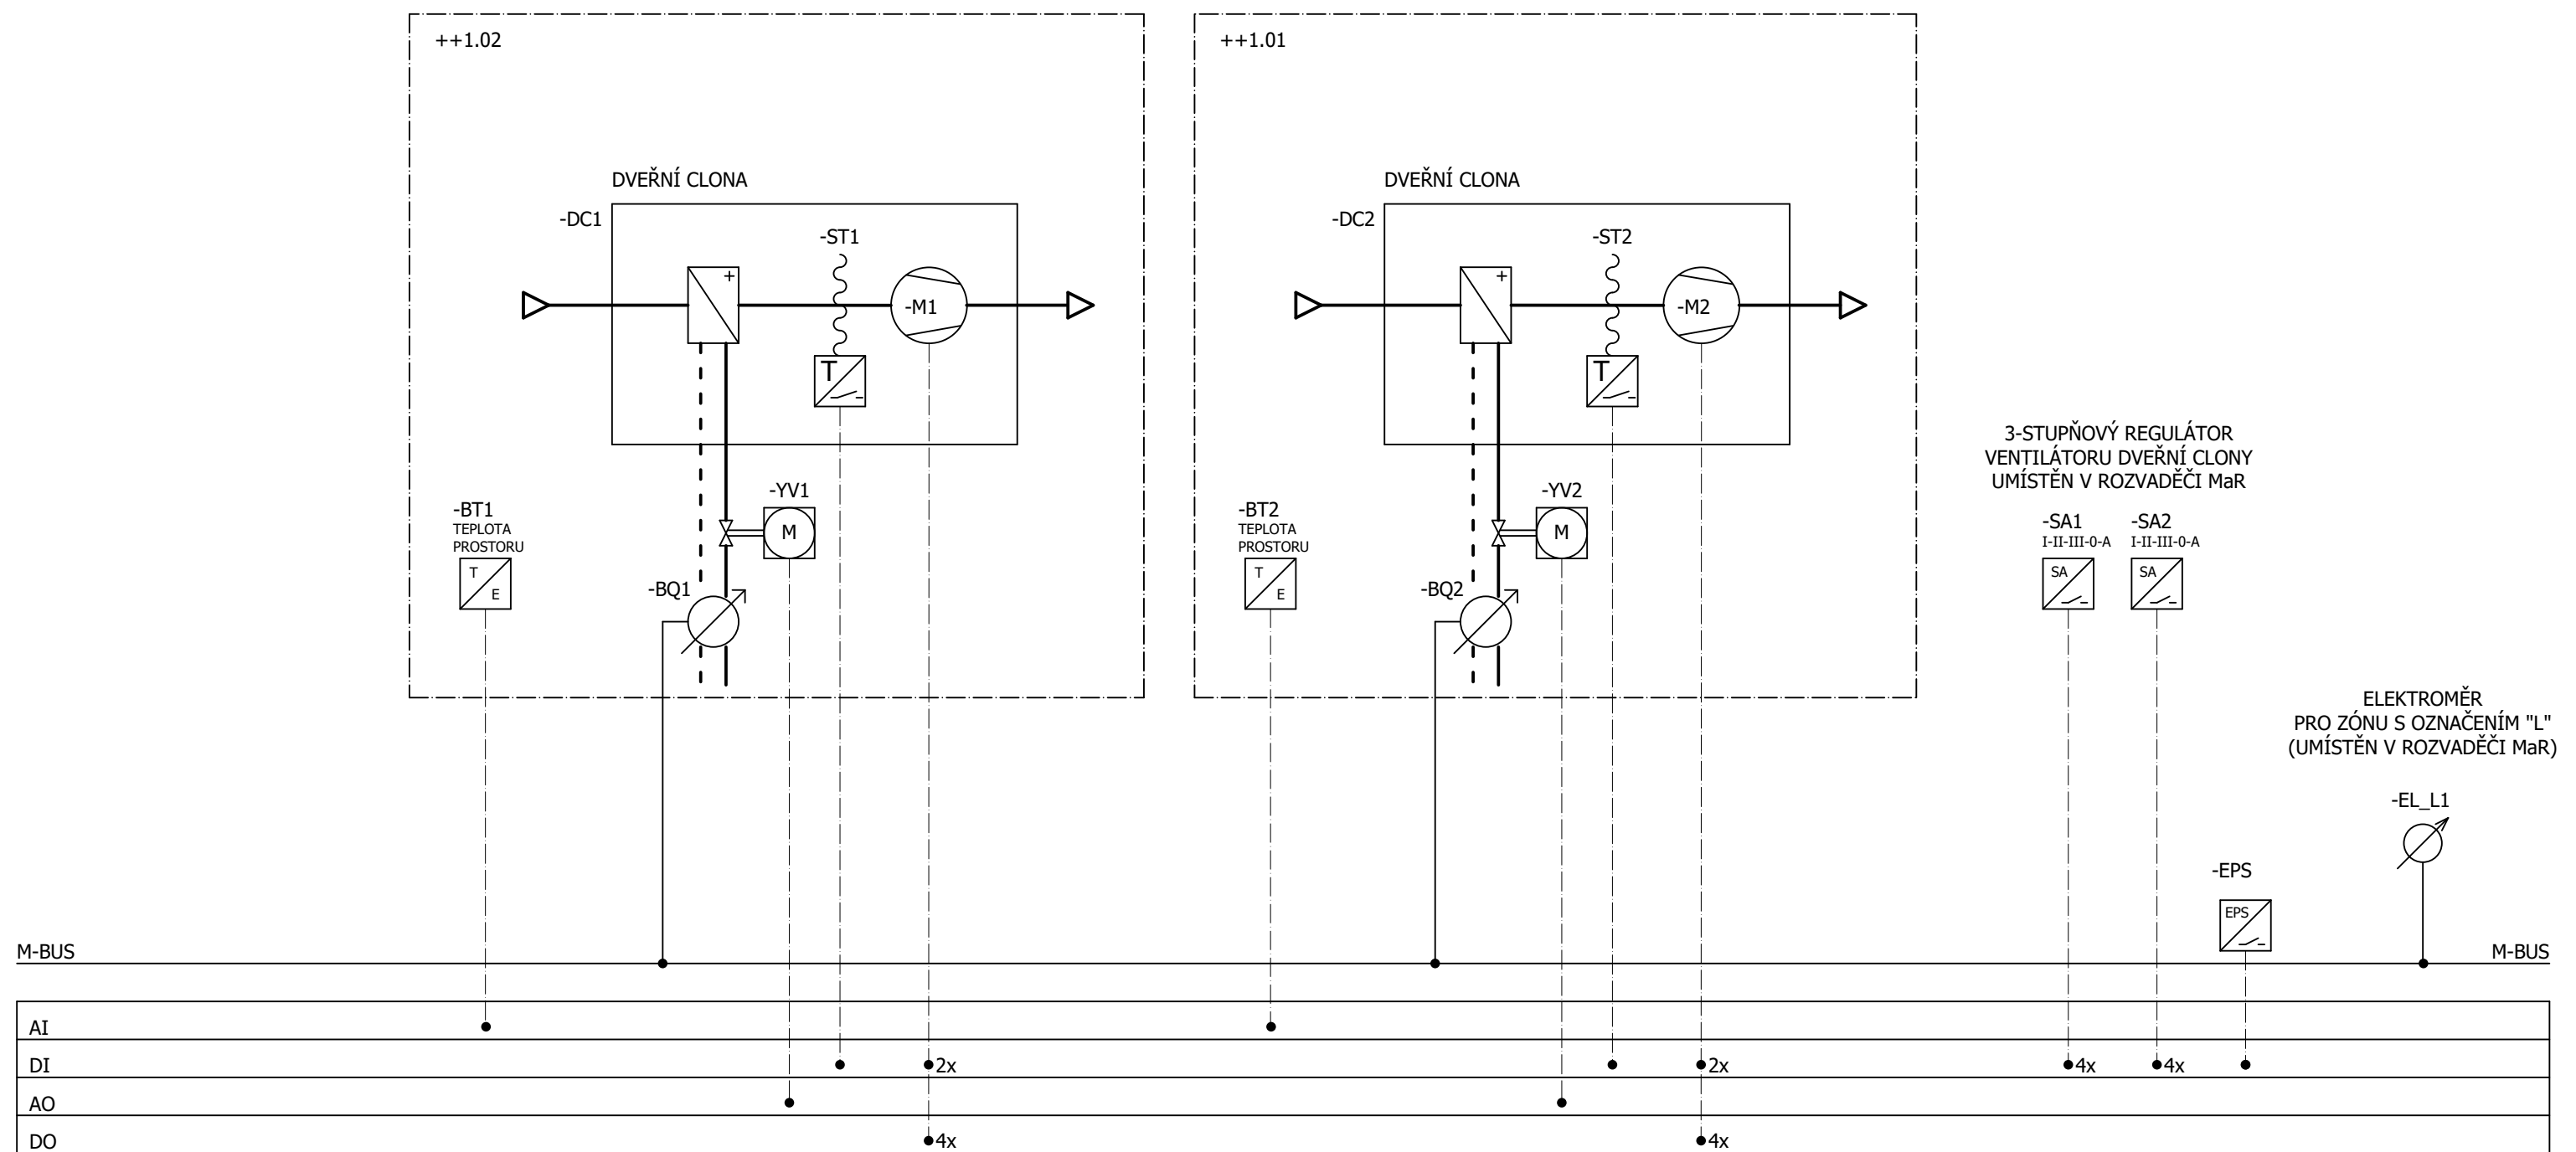 ++1.02
++1.01
DVEŘNÍ CLONA
DVEŘNÍ CLONA
-DC1
-ST1
-DC2
-ST2
+
+
-M1
-M2
T
T
3-STUPŇOVÝ REGULÁTOR
VENTILÁTORU DVEŘNÍ CLONY
UMÍSTĚN V ROZVADĚČI MaR
-BT1
TEPLOTA
PROSTORU
T
E
-YV1
M
-BQ1
-BT2
TEPLOTA
PROSTORU
T
E
-YV2
M
-BQ2
-SA1
I-II-III-0-A
SA
-SA2
I-II-III-0-A
SA
ELEKTROMĚR
PRO ZÓNU S OZNAČENÍM "L"
(UMÍSTĚN V ROZVADĚČI MaR)
-EL_L1
-EPS
EPS
M-BUS
M-BUS
AI
DI 2x 2x 4x 4x
AO
DO 4x 4x